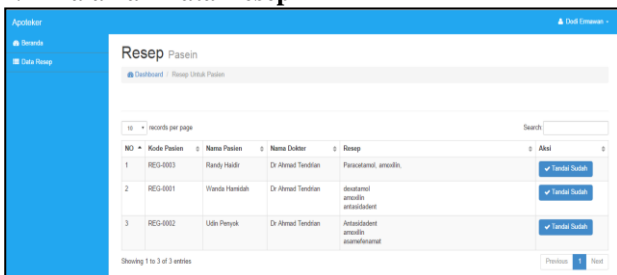 Apoteker
Dedi Ermawan
Beranda
Data Resep
Resep Pasein
Dashboard / Resep Untuk Pasien
10 records per page
Search:
NO Kode Pasien Nama Pasien Nama Dokter Resep Aksi
1 REG-0003 Randy Haidir Dr Ahmad Tendrian Paracetamol. amoxilin. Tandai Sudah
2 REG-0001 Wanda Hamidah Dr Ahmad Tendrian dexatamol Tandai Sudah
amoxilin
antasidadent
3 REG-0002 Udin Penyok Dr Ahmad Tendrian Antasidadent Tandai Sudah
amoxilin
asamefenamat
Showing 1 to 3 of 3 entries
Previous 1 Next